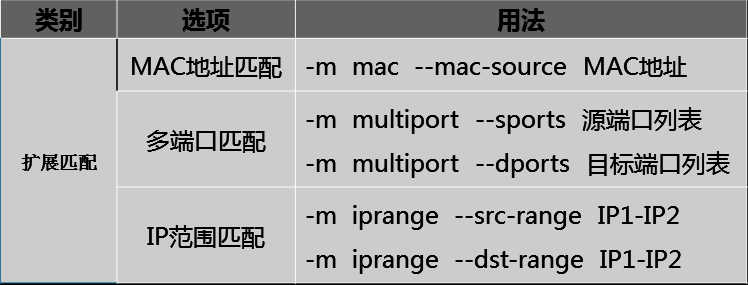 类别 选项 用法
扩展匹配
MAC地址匹配 -m mac --mac-source MAC地址
多端口匹配
-m multiport --sports 源端口列表
-m multiport --dports 目标端口列表
IP范围匹配
-m iprange --src-range IP1-IP2
-m iprange --dst-range IP1-IP2